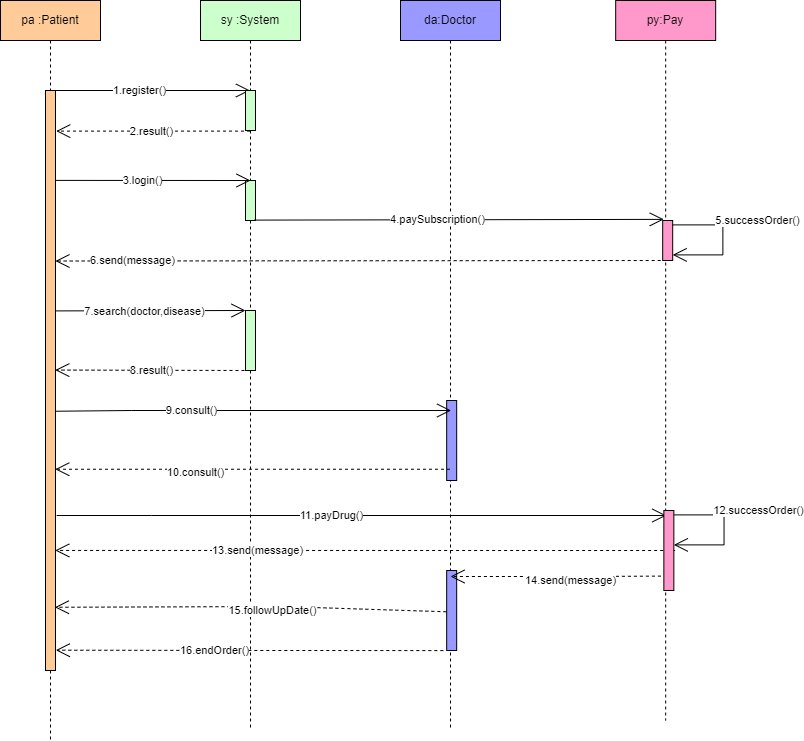 pa :Patient
sy :System
da:Doctor
py:Pay
1.register()
2.result()
3.login()
4.paySubscription()
5.successOrder()
6.send(message)
7.search(doctor,disease)
8.result()
9.consult()
10.consult()
11.payDrug()
12.successOrder()
13.send(message)
14.send(message)
15.followUpDate()
16.endOrder()